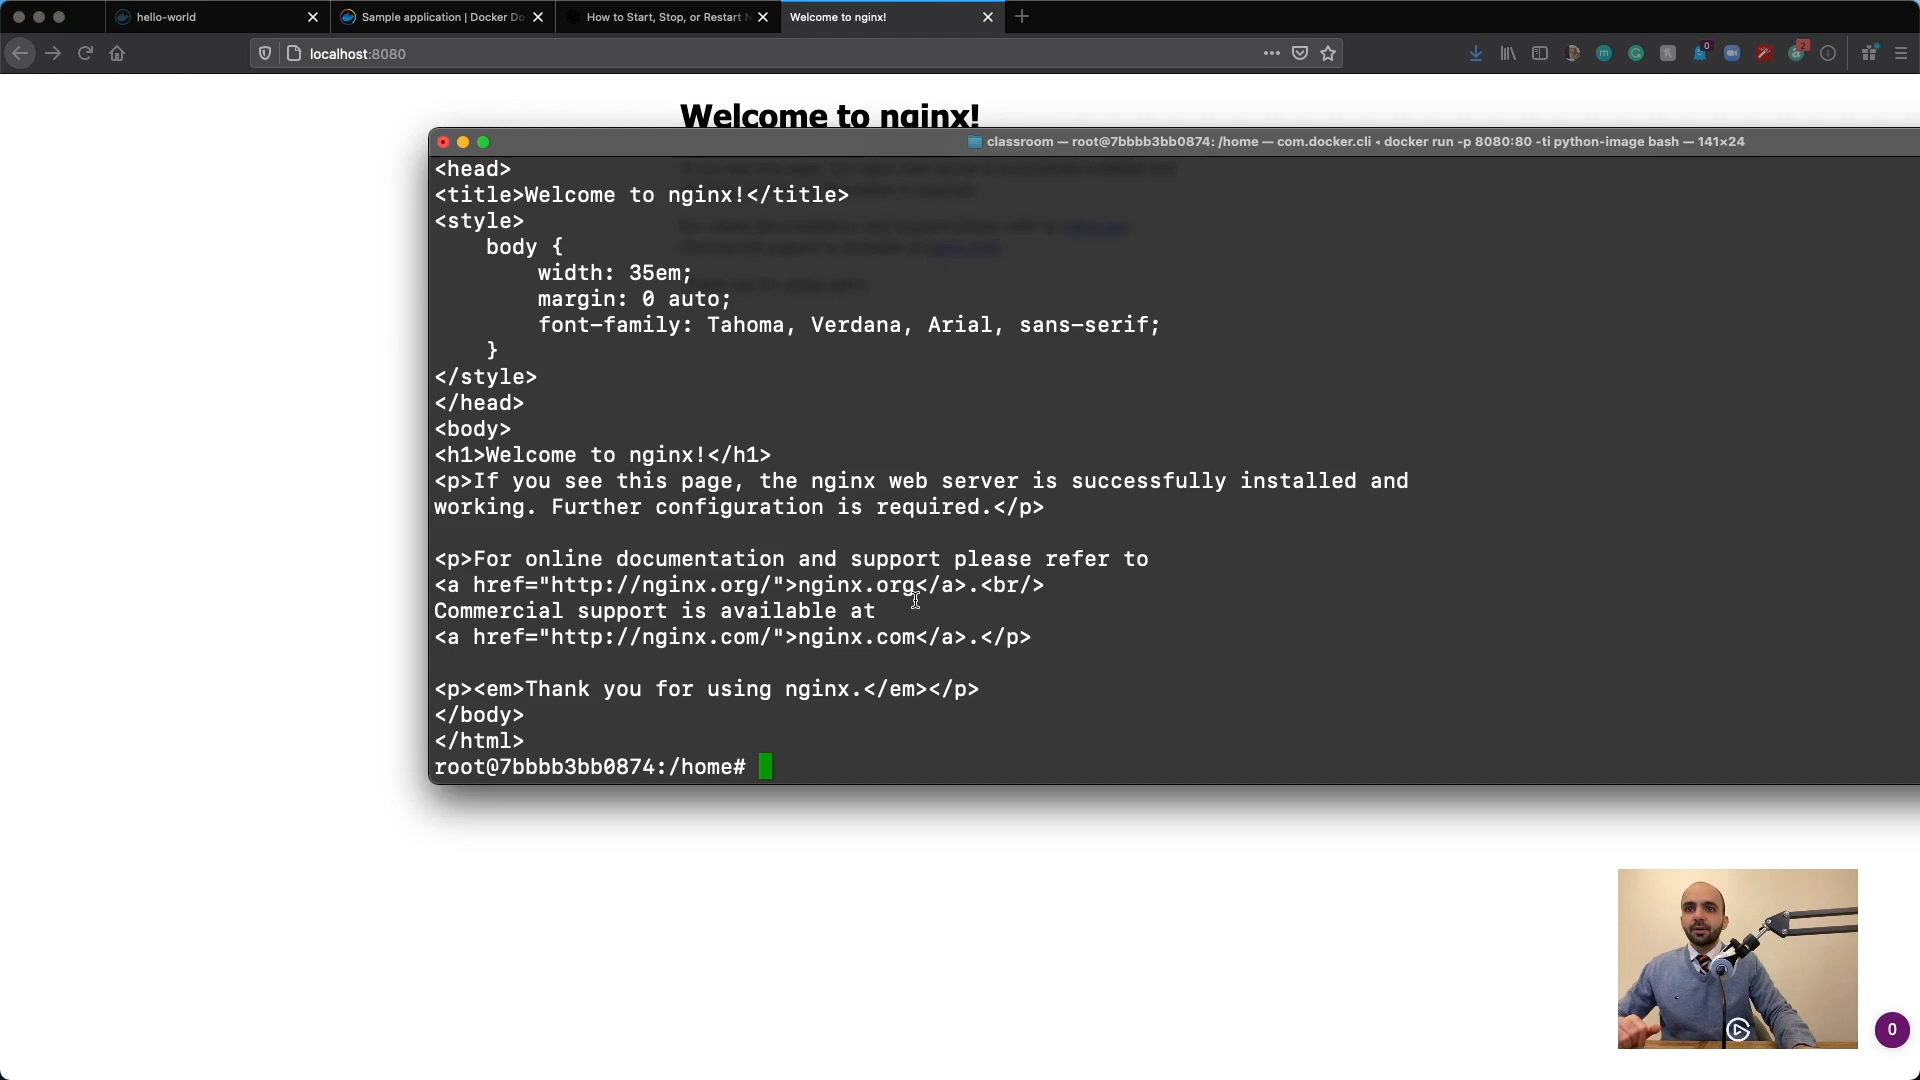 hello-world
Sample application | Docker Do
How to Start, Stop, or Restart N
Welcome to nginx!
localhost:8080
0
2
Welcome to nginx!
classroom — root@7bbbb3bb0874: /home — com.docker.cli ◂ docker run -p 8080:80 -ti python-image bash — 141×24
<head>
<title>Welcome to nginx!</title>
<style>
    body {
        width: 35em;
        margin: 0 auto;
        font-family: Tahoma, Verdana, Arial, sans-serif;
    }
</style>
</head>
<body>
<h1>Welcome to nginx!</h1>
<p>If you see this page, the nginx web server is successfully installed and
working. Further configuration is required.</p>
<p>For online documentation and support please refer to
<a href="http://nginx.org/">nginx.org</a>.<br/>
Commercial support is available at
<a href="http://nginx.com/">nginx.com</a>.</p>
<p><em>Thank you for using nginx.</em></p>
</body>
</html>
root@7bbbb3bb0874:/home#
0